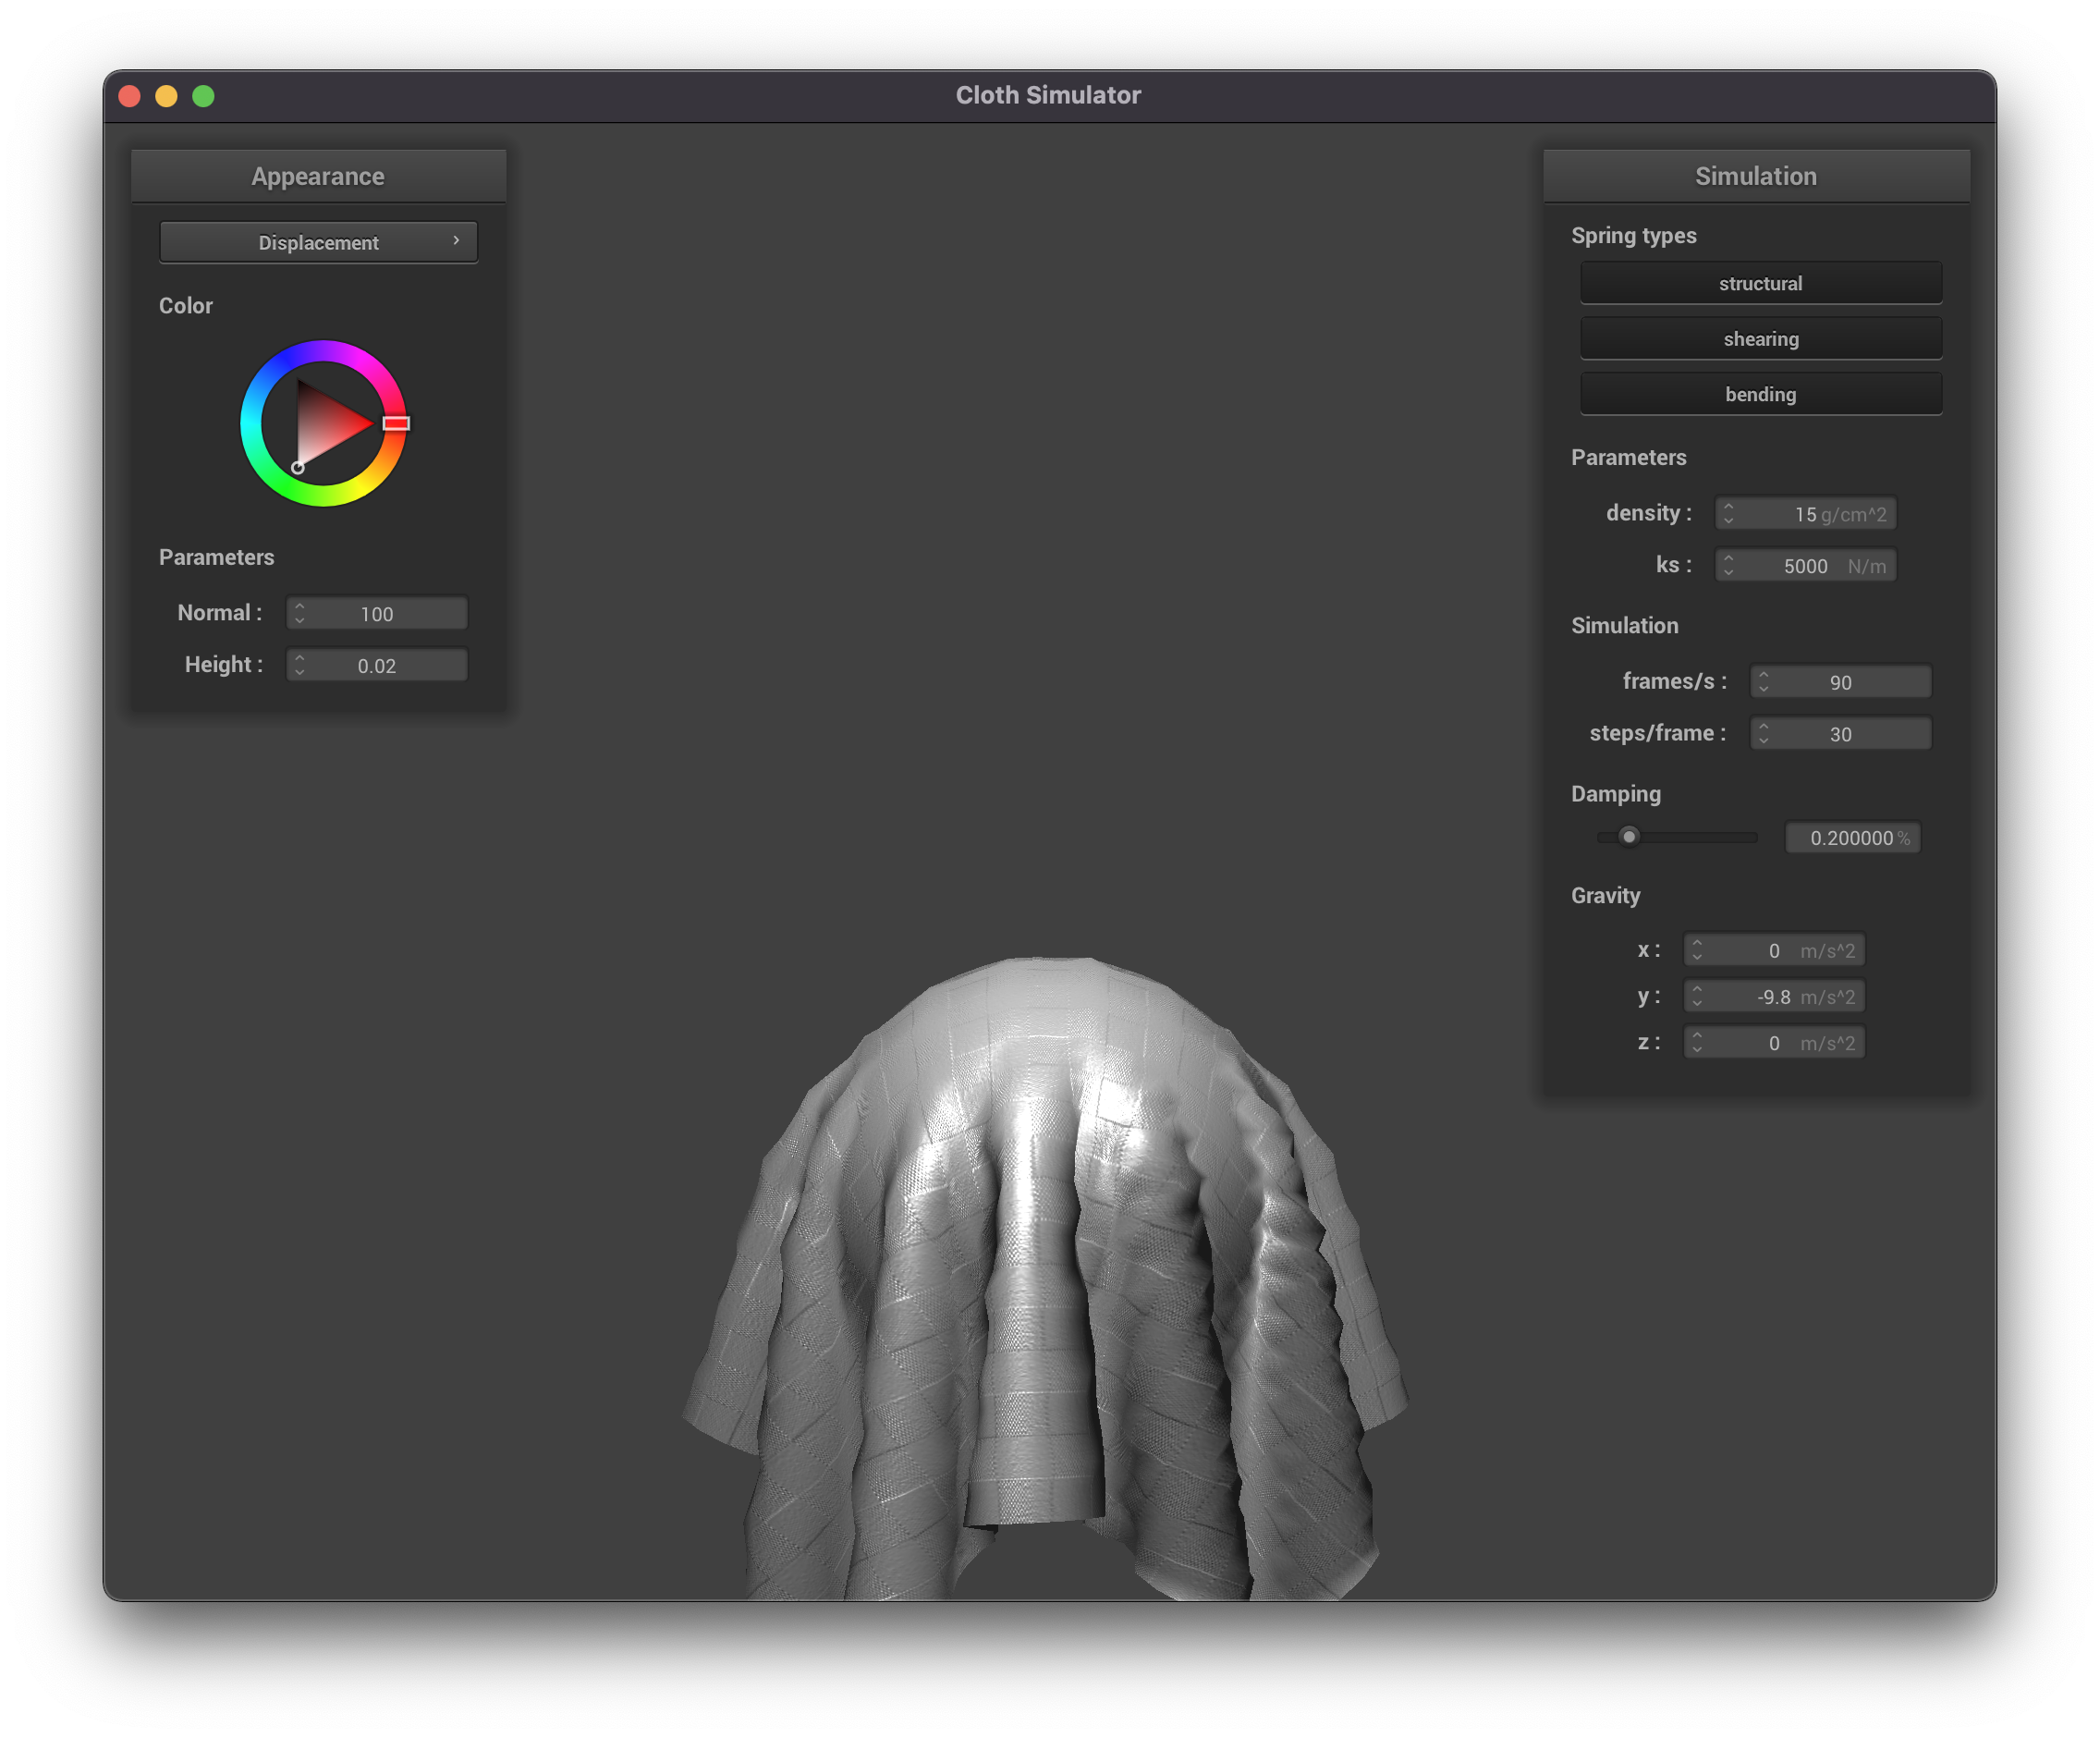 Cloth Simulator
Appearance
Displacement
Color
Parameters
Normal : 100
Height : 0.02
Simulation
Spring types
structural
shearing
bending
Parameters
density : 15 g/cm^2
ks : 5000 N/m
Simulation
frames/s : 90
steps/frame : 30
Damping
0.200000 %
Gravity
x : 0 m/s^2
y : -9.8 m/s^2
z : 0 m/s^2